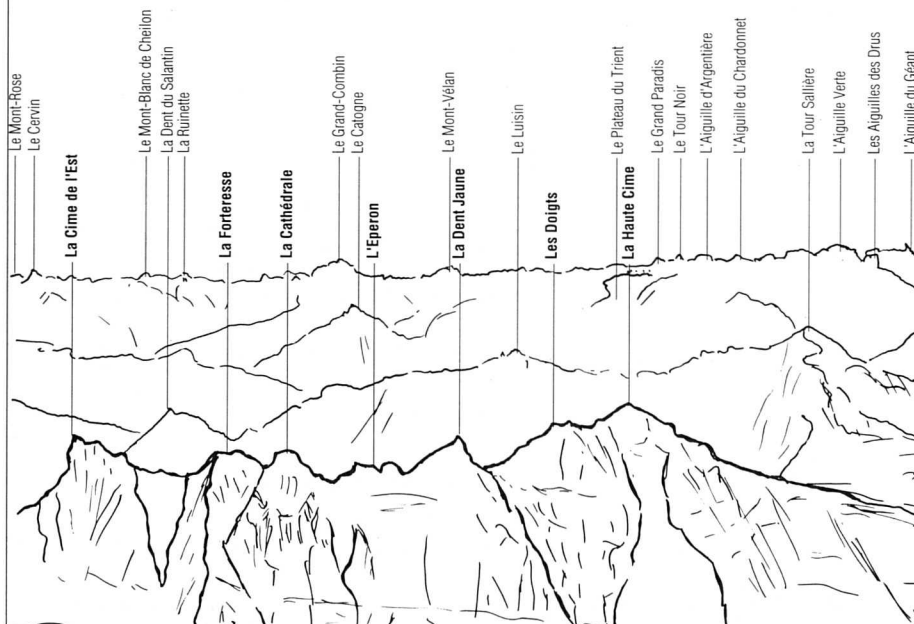 Le Mont-Rose
Le Cervin
La Cime de l'Est
Le Mont-Blanc de Cheilon
La Dent du Salantin
La Ruinette
La Forteresse
La Cathédrale
Le Grand-Combin
Le Catogne
L'Eperon
Le Mont-Vélan
La Dent Jaune
Le Luisin
Les Doigts
Le Plateau du Trient
La Haute Cime
Le Grand Paradis
Le Tour Noir
L'Aiguille d'Argentière
L'Aiguille du Chardonnet
La Tour Sallière
L'Aiguille Verte
Les Aiguilles des Drus
L'Aiguille du Géant